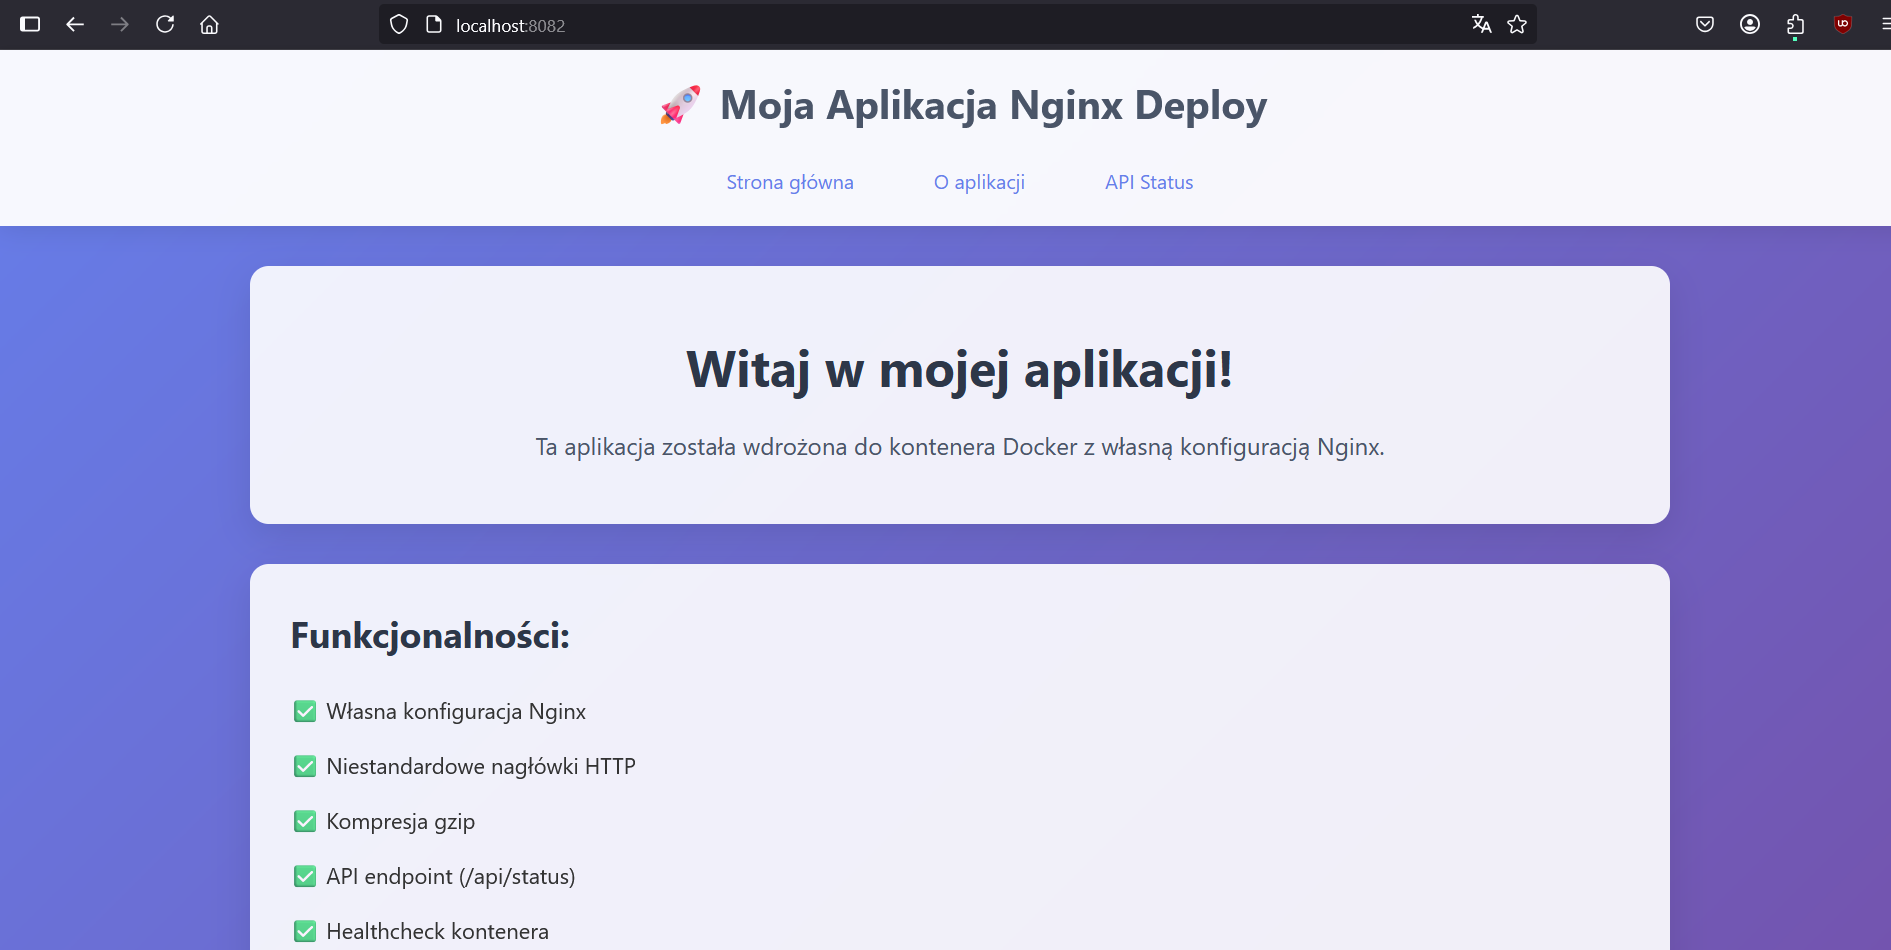 localhost:8082
🚀 Moja Aplikacja Nginx Deploy
Strona główna O aplikacji API Status
Witaj w mojej aplikacji!
Ta aplikacja została wdrożona do kontenera Docker z własną konfiguracją Nginx.
Funkcjonalności:
✅ Własna konfiguracja Nginx
✅ Niestandardowe nagłówki HTTP
✅ Kompresja gzip
✅ API endpoint (/api/status)
✅ Healthcheck kontenera